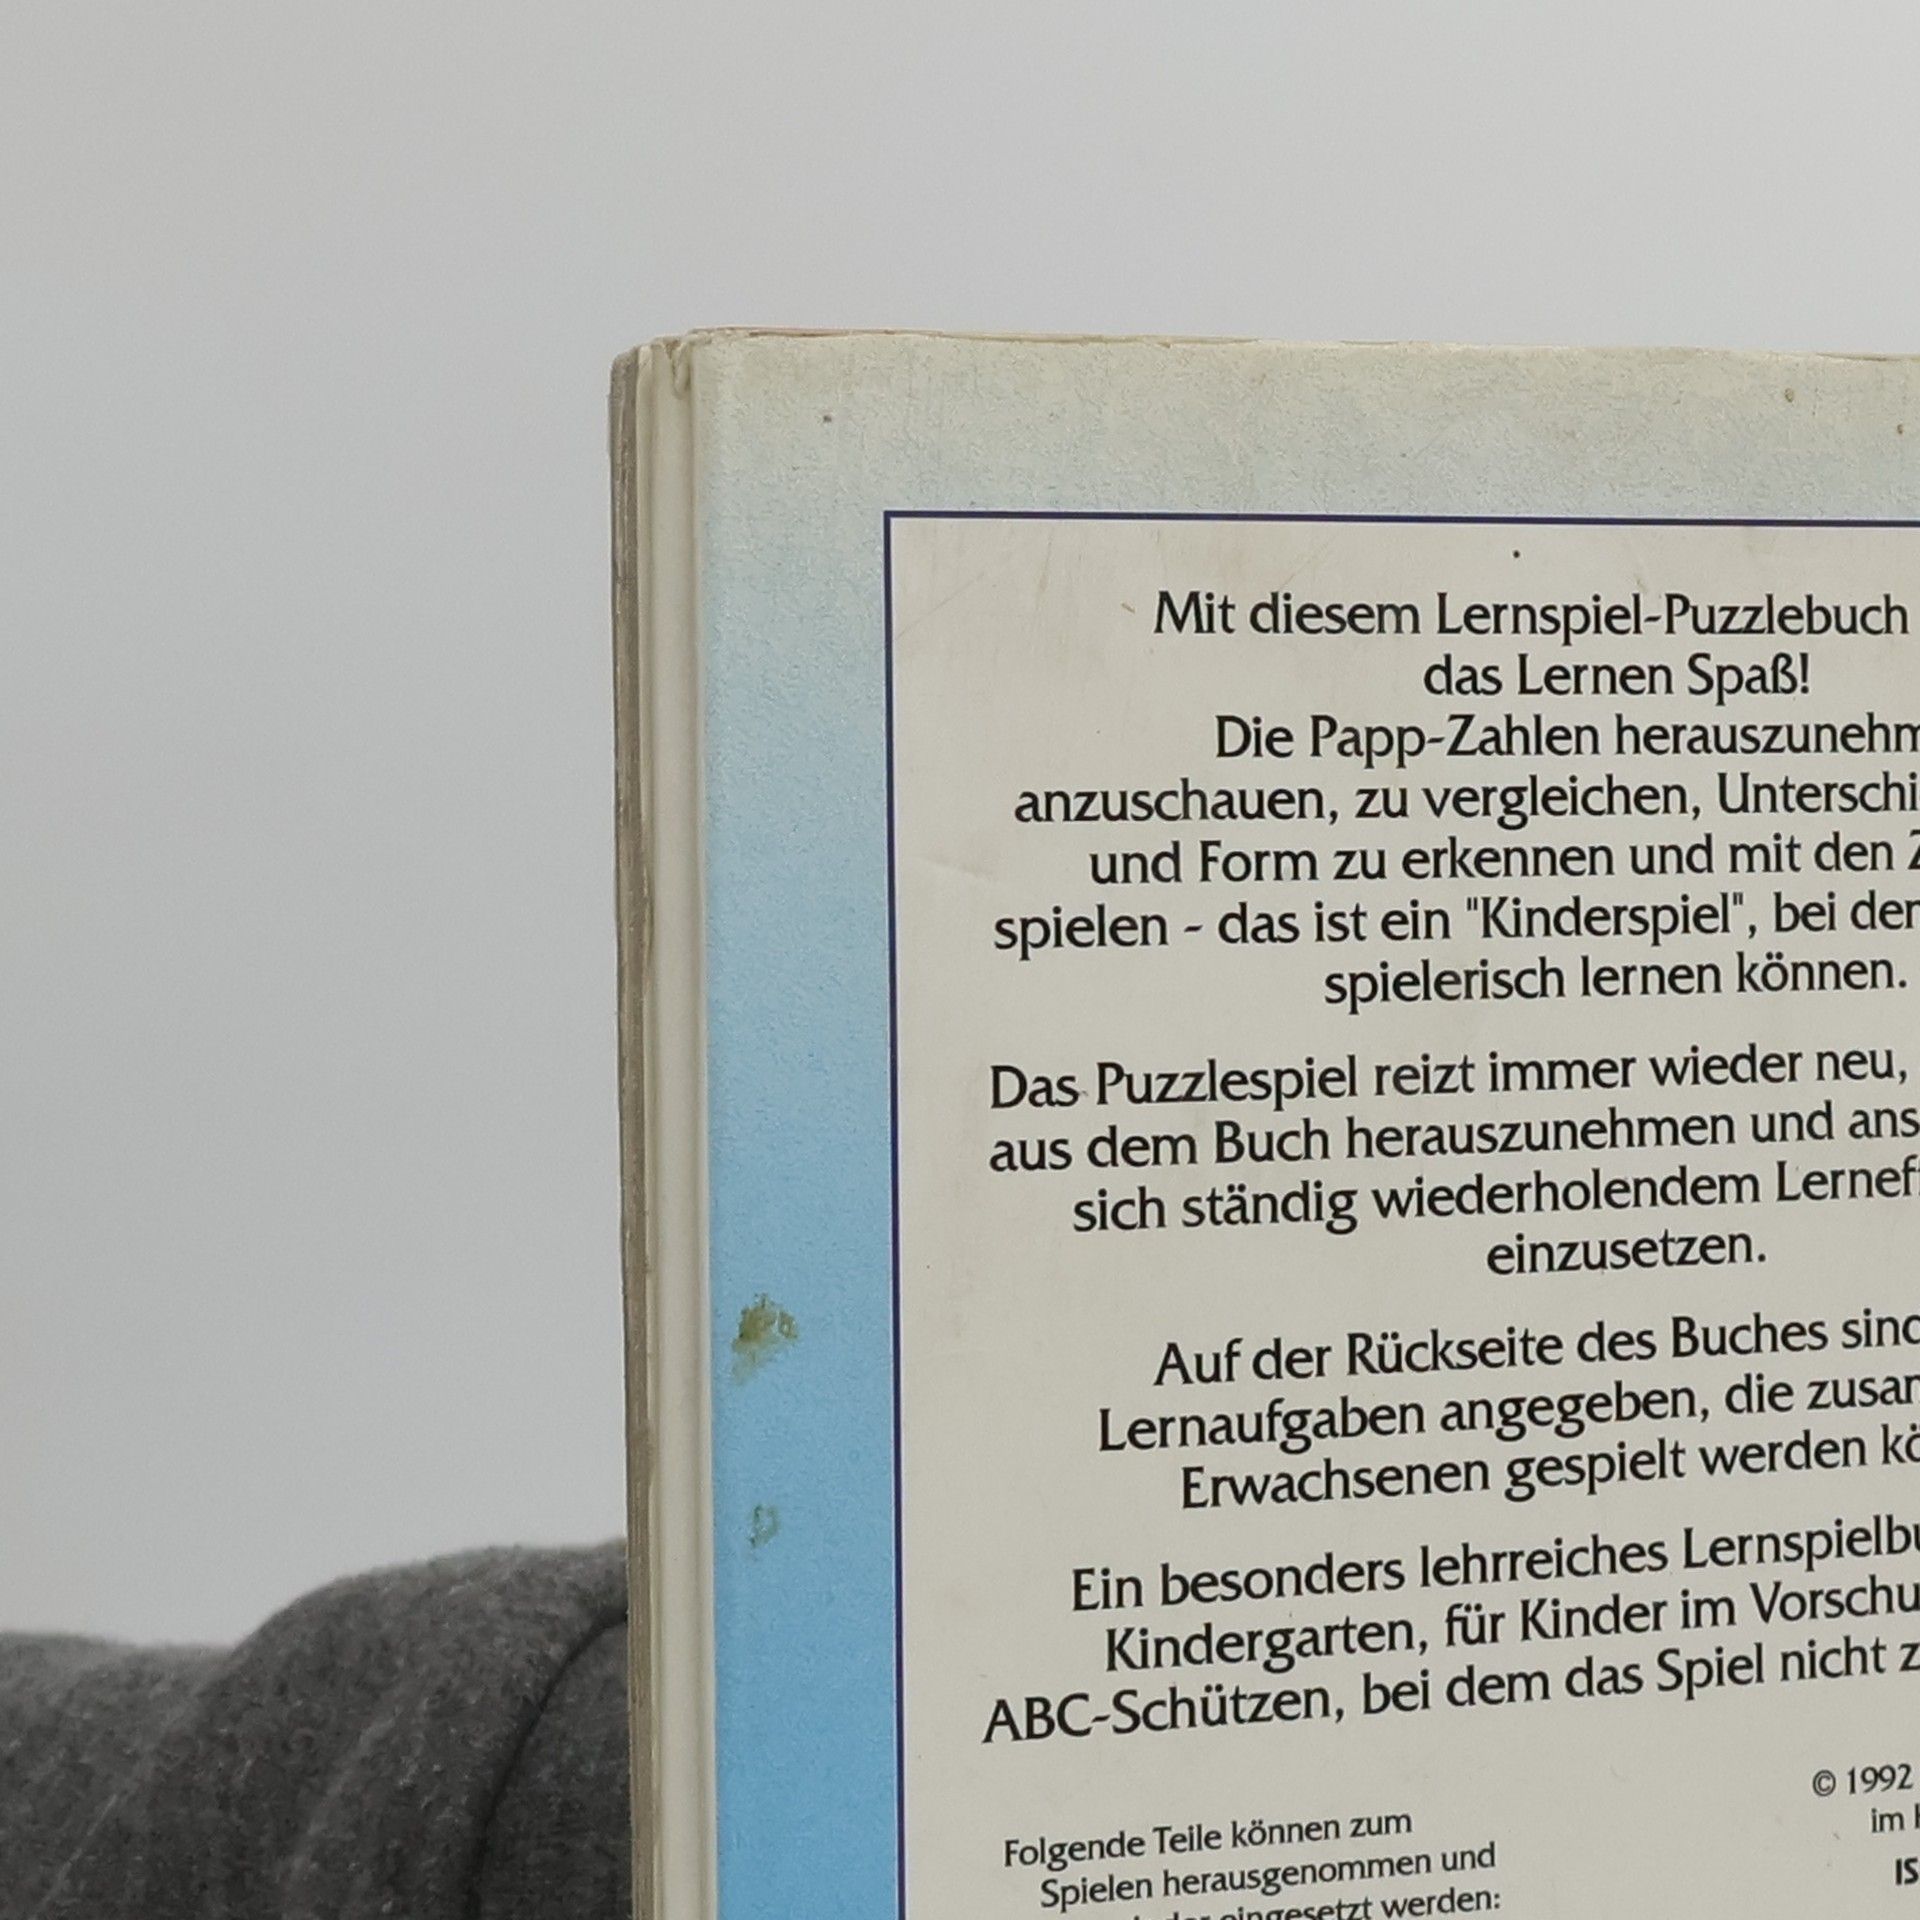 Mit diesem Lernspiel-Puzzlebuch
das Lernen Spaß!
Die Papp-Zahlen
anzuschauen, zu vergleichen,
und Form zu erkennen und mit den
spielen - das ist ein "Kinderspiel", bei
spielerisch lernen können.
Das Puzzlespiel reizt immer wieder neu,
aus dem Buch herauszunehmen und
sich ständig wiederholendem
einzusetzen.
Auf der Rückseite des Buches
Lernaufgaben angegeben, die
Erwachsenen gespielt werden
Ein besonders lehrreiches
Kindergarten, für Kinder im
ABC-Schützen, bei dem das Spiel nicht
© 1992
im
Folgende Teile können zum
Spielen herausgenommen und
eingesetzt werden: